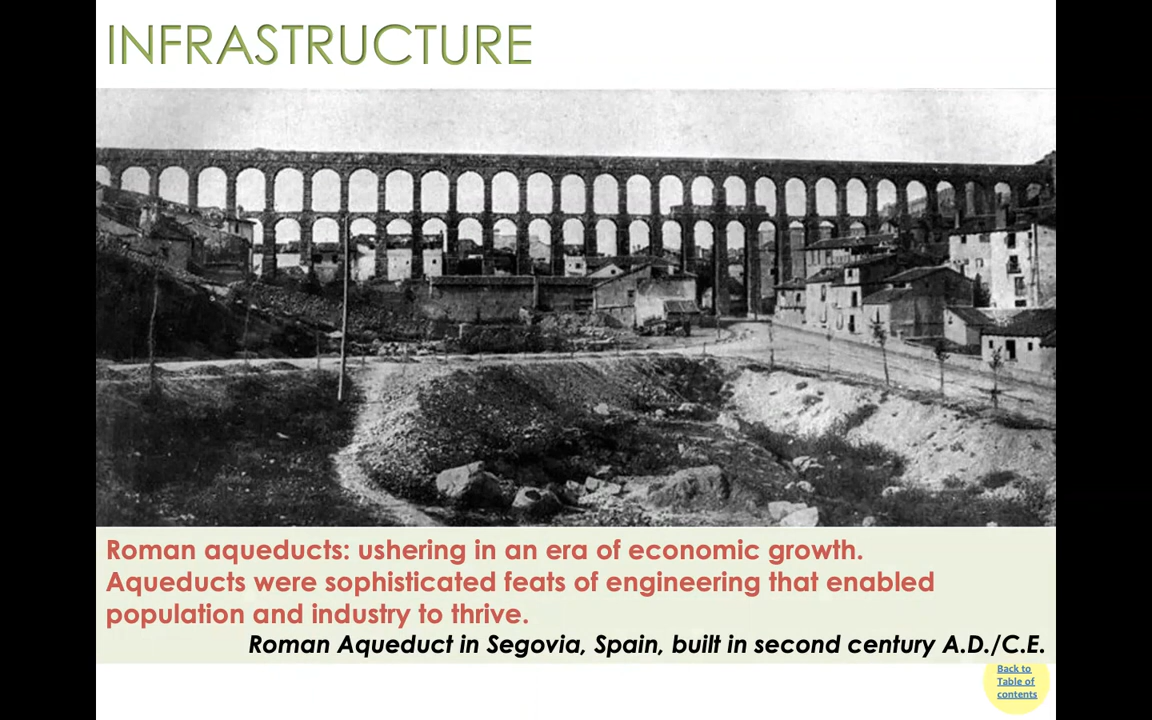 INFRASTRUCTURE
Roman aqueducts: ushering in an era of economic growth.
Aqueducts were sophisticated feats of engineering that enabled
population and industry to thrive.
Roman Aqueduct in Segovia, Spain, built in second century A.D./C.E.
Back to
Table of
contents